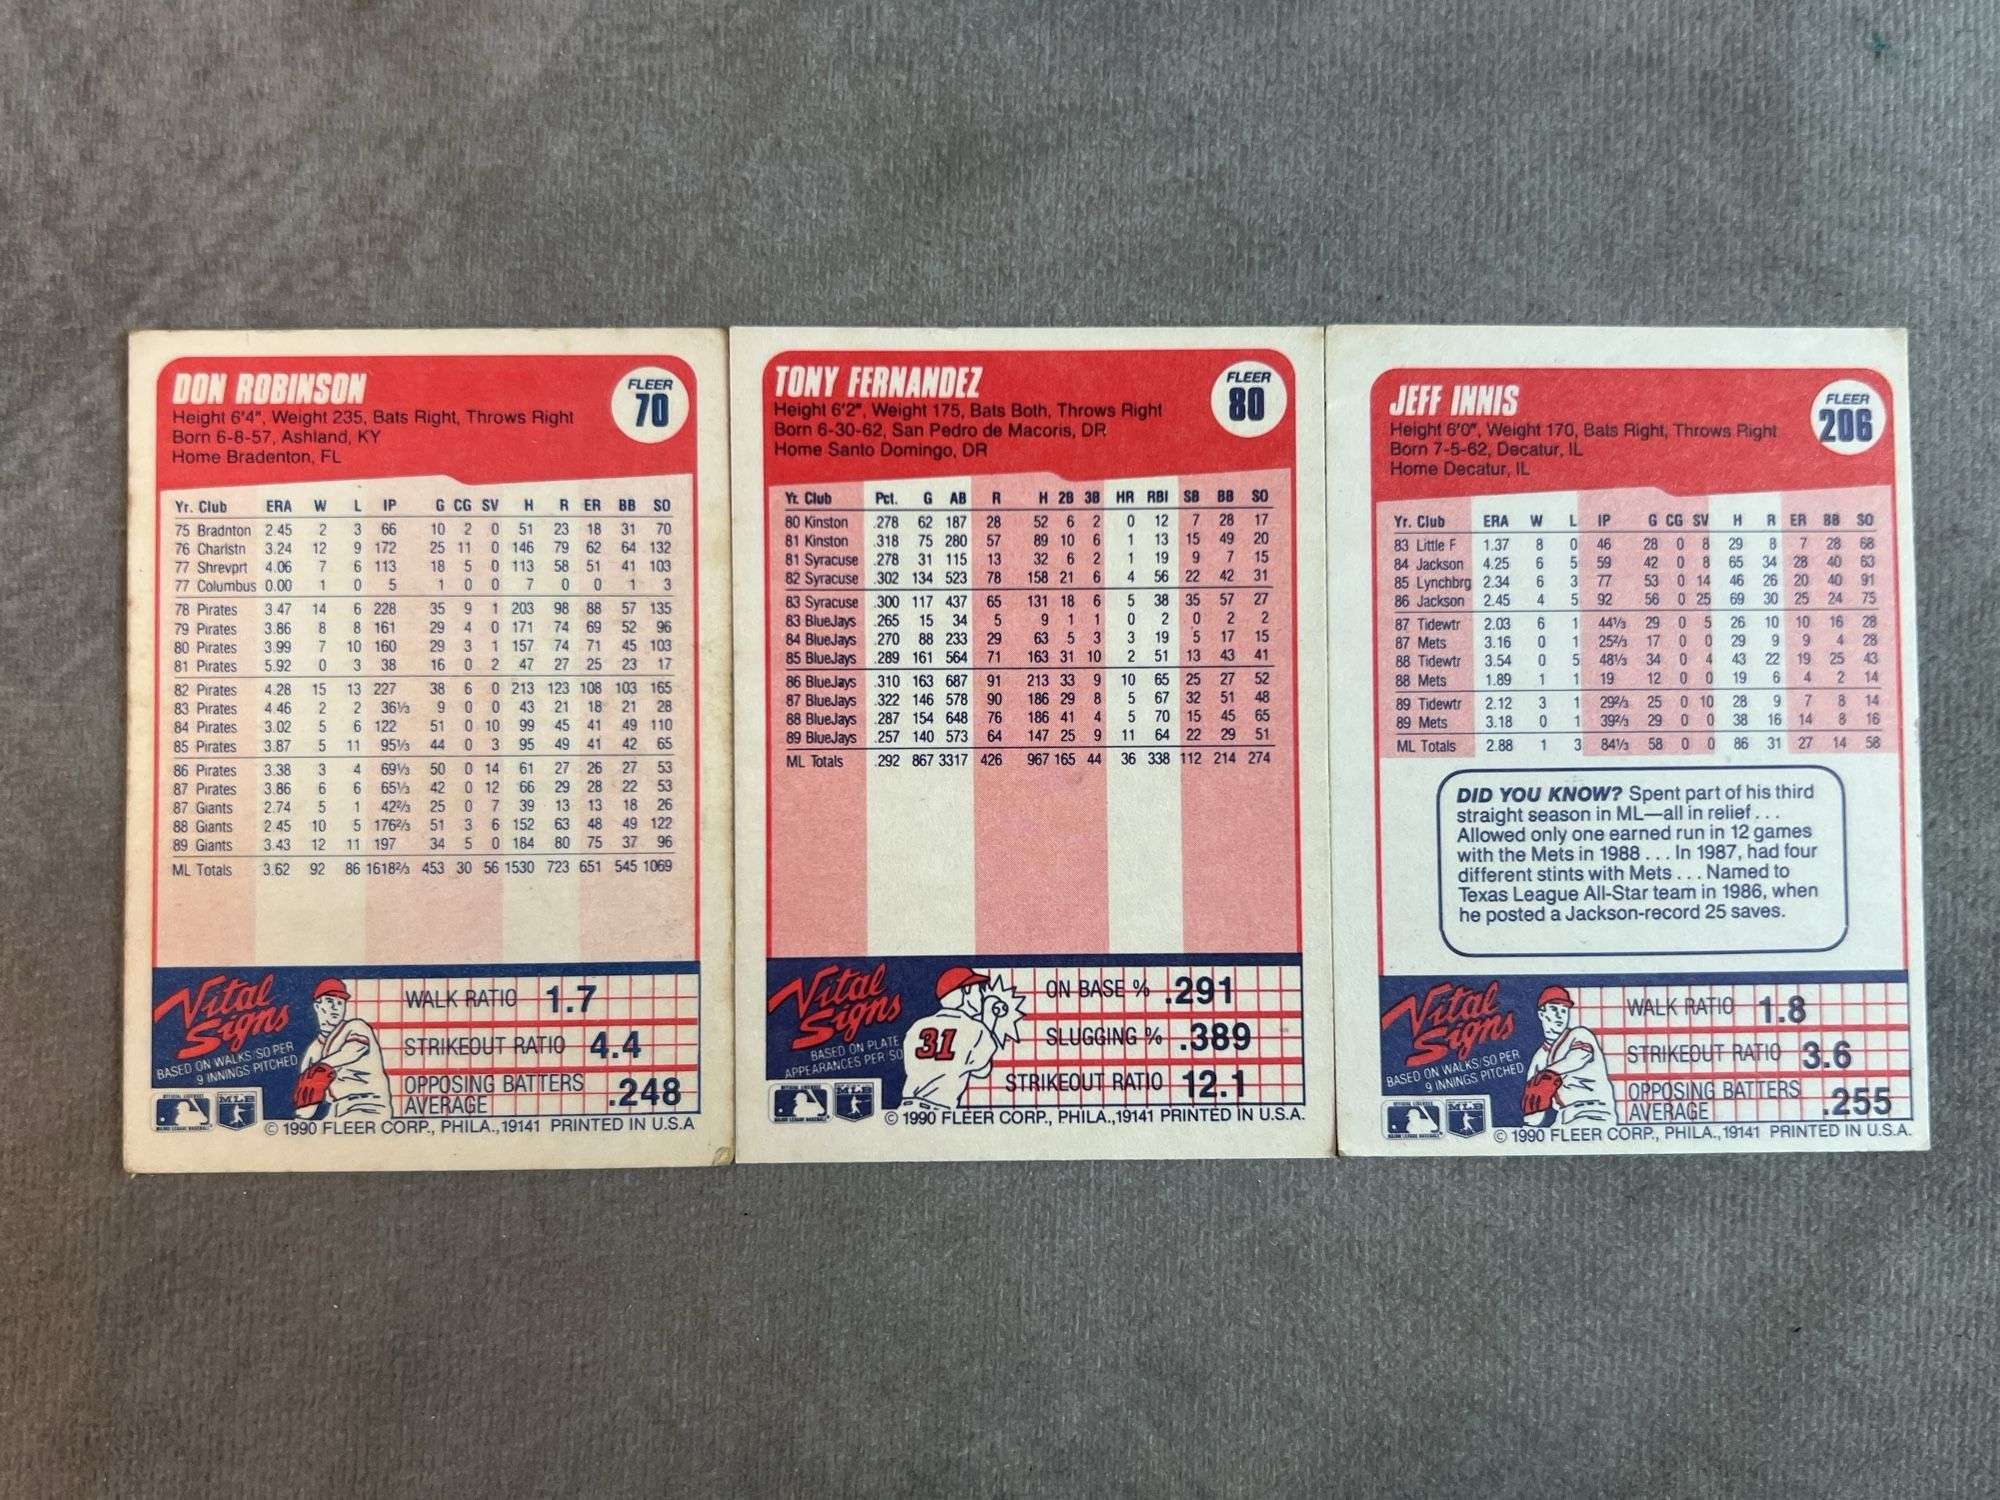 DON ROBINSON
FLEER
70
Height 6'4", Weight 235, Bats Right, Throws Right
Born 6-8-57, Ashland, KY
Home Bradenton, FL
Yr. Club ERA W L IP G CG SV H R ER BB SO
75 Bradnton 2.45 2 3 66 10 2 0 51 23 18 31 70
76 Charlstn 3.24 12 9 172 25 11 0 146 79 62 64 132
77 Shrevprt 4.06 7 6 113 18 5 0 113 58 51 41 103
77 Columbus 0.00 1 0 5 1 0 0 7 0 0 1 3
78 Pirates 3.47 14 6 228 35 9 1 203 98 88 57 135
79 Pirates 3.86 8 8 161 29 4 0 171 74 69 52 96
80 Pirates 3.99 7 10 160 29 3 1 157 74 71 45 103
81 Pirates 5.92 0 3 38 16 0 2 47 27 25 23 17
82 Pirates 4.28 15 13 227 38 6 0 213 123 108 103 165
83 Pirates 4.46 2 2 36⅓ 9 0 0 43 21 18 21 28
84 Pirates 3.02 5 6 122 51 0 10 99 45 41 49 110
85 Pirates 3.87 5 11 95⅓ 44 0 3 95 49 41 42 65
86 Pirates 3.38 3 4 69⅓ 50 0 14 61 27 26 27 53
87 Pirates 3.86 6 6 65⅓ 42 0 12 66 29 28 22 53
87 Giants 2.74 5 1 42⅔ 25 0 7 39 13 13 18 26
88 Giants 2.45 10 5 176⅔ 51 3 6 152 63 48 49 122
89 Giants 3.43 12 11 197 34 5 0 184 80 75 37 96
ML Totals 3.62 92 86 1618⅔ 453 30 56 1530 723 651 545 1069
Vital Signs
BASED ON WALKS/SO PER
9 INNINGS PITCHED
WALK RATIO 1.7
STRIKEOUT RATIO 4.4
OPPOSING BATTERS
AVERAGE .248
MLB
© 1990 FLEER CORP., PHILA., 19141 PRINTED IN U.S.A
TONY FERNANDEZ
FLEER
80
Height 6'2", Weight 175, Bats Both, Throws Right
Born 6-30-62, San Pedro de Macoris, DR
Home Santo Domingo, DR
Yr. Club Pct. G AB R H 2B 3B HR RBI SB BB SO
80 Kinston .278 62 187 28 52 6 2 0 12 7 28 17
81 Kinston .318 75 280 57 89 10 6 1 13 15 49 20
81 Syracuse .278 31 115 13 32 6 2 1 9 9 7 15
82 Syracuse .302 134 523 78 158 21 6 4 56 22 42 31
83 Syracuse .300 117 437 65 131 18 6 5 38 35 57 27
83 BlueJays .265 15 34 5 9 1 1 0 2 0 2 2
84 BlueJays .270 88 233 29 63 5 3 3 19 5 17 15
85 BlueJays .289 161 564 71 163 31 10 2 51 13 43 41
86 BlueJays .310 163 687 91 213 33 9 10 65 25 27 52
87 BlueJays .322 146 578 90 186 29 8 5 67 32 51 48
88 BlueJays .287 154 648 76 186 41 4 5 70 15 45 65
89 BlueJays .257 140 573 64 147 25 9 11 64 22 29 51
ML Totals .292 867 3317 426 967 165 44 36 338 112 214 274
Vital Signs
BASED ON PLATE
APPEARANCES PER SO
31
ON BASE % .291
SLUGGING % .389
STRIKEOUT RATIO 12.1
MLB
© 1990 FLEER CORP., PHILA., 19141 PRINTED IN U.S.A.
JEFF INNIS
FLEER
206
Height 6'0", Weight 170, Bats Right, Throws Right
Born 7-5-62, Decatur, IL
Home Decatur, IL
Yr. Club ERA W L IP G CG SV H R ER BB SO
83 Little F 1.37 8 0 46 28 0 8 29 8 7 28 68
84 Jackson 4.25 6 5 59 42 0 8 65 34 28 40 63
85 Lynchbrg 2.34 6 3 77 53 0 14 46 26 20 40 91
86 Jackson 2.45 4 5 92 56 0 25 69 30 25 24 75
87 Tidewtr 2.03 6 1 44⅓ 29 0 5 26 10 10 16 28
87 Mets 3.16 0 1 25⅔ 17 0 0 29 9 9 4 28
88 Tidewtr 3.54 0 5 48⅓ 34 0 4 43 22 19 25 43
88 Mets 1.89 1 1 19 12 0 0 19 6 4 2 14
89 Tidewtr 2.12 3 1 29⅔ 25 0 10 28 9 7 8 14
89 Mets 3.18 0 1 39⅔ 29 0 0 38 16 14 8 16
ML Totals 2.88 1 3 84⅓ 58 0 0 86 31 27 14 58
DID YOU KNOW? Spent part of his third
straight season in ML—all in relief . . .
Allowed only one earned run in 12 games
with the Mets in 1988 . . . In 1987, had four
different stints with Mets . . . Named to
Texas League All-Star team in 1986, when
he posted a Jackson-record 25 saves.
Vital Signs
BASED ON WALKS/SO PER
9 INNINGS PITCHED
WALK RATIO 1.8
STRIKEOUT RATIO 3.6
OPPOSING BATTERS
AVERAGE .255
MLB
© 1990 FLEER CORP., PHILA., 19141 PRINTED IN U.S.A.